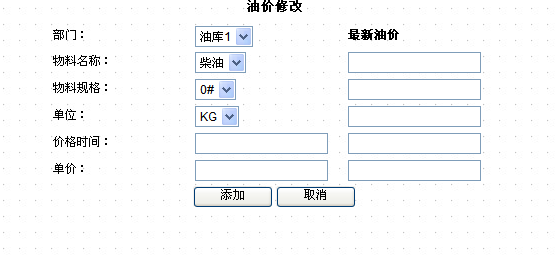 油价修改
部门： 油库1 最新油价
物料名称： 柴油
物料规格： 0#
单位： KG
价格时间：
单价：
添加 取消